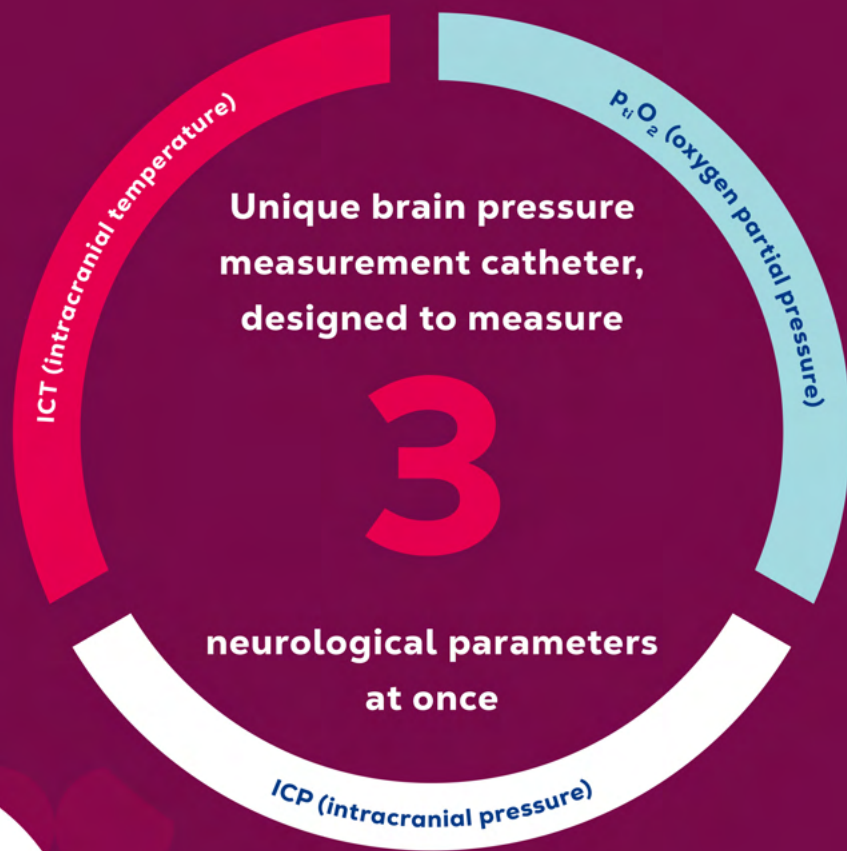 ICT (intracranial temperature)
pₜᵢO₂ (oxygen partial pressure)
Unique brain pressure
measurement catheter,
designed to measure
3
neurological parameters
at once
ICP (intracranial pressure)